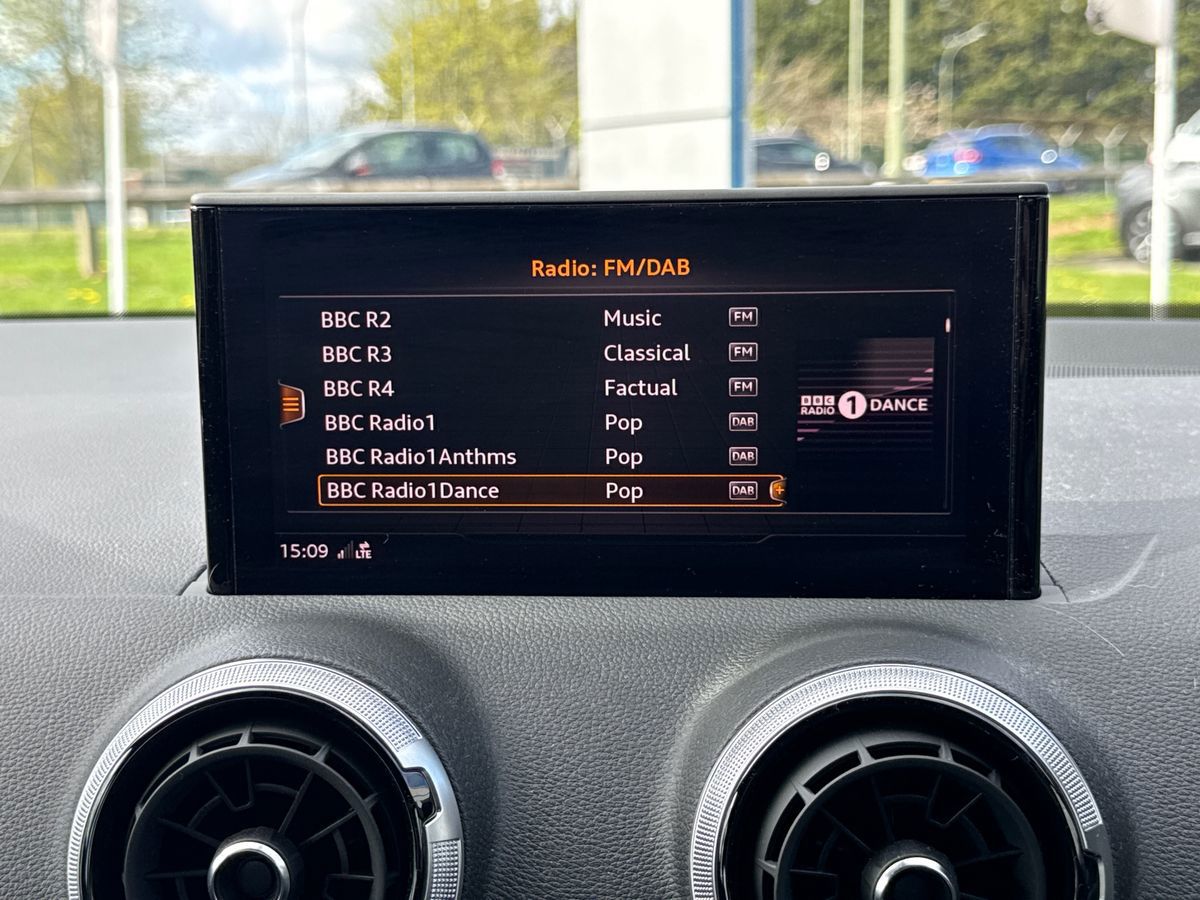 Radio: FM/DAB
BBC R2 Music FM
BBC R3 Classical FM
BBC R4 Factual FM
BBC Radio1 Pop DAB
BBC Radio1Anthms Pop DAB
BBC Radio1Dance Pop DAB
BBC
RADIO 1 DANCE
15:09 LTE